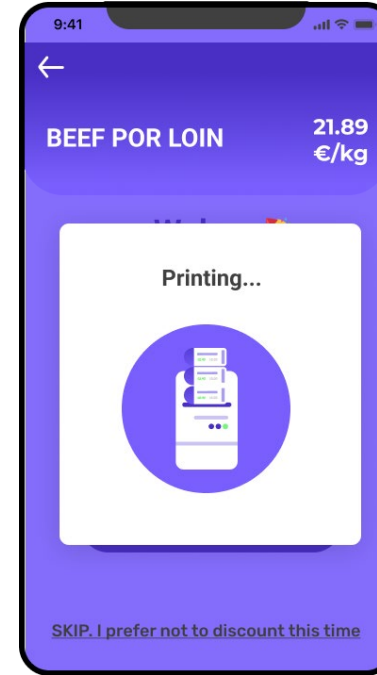 9:41
BEEF POR LOIN
21.89
€/kg
Printing...
SKIP. I prefer not to discount this time